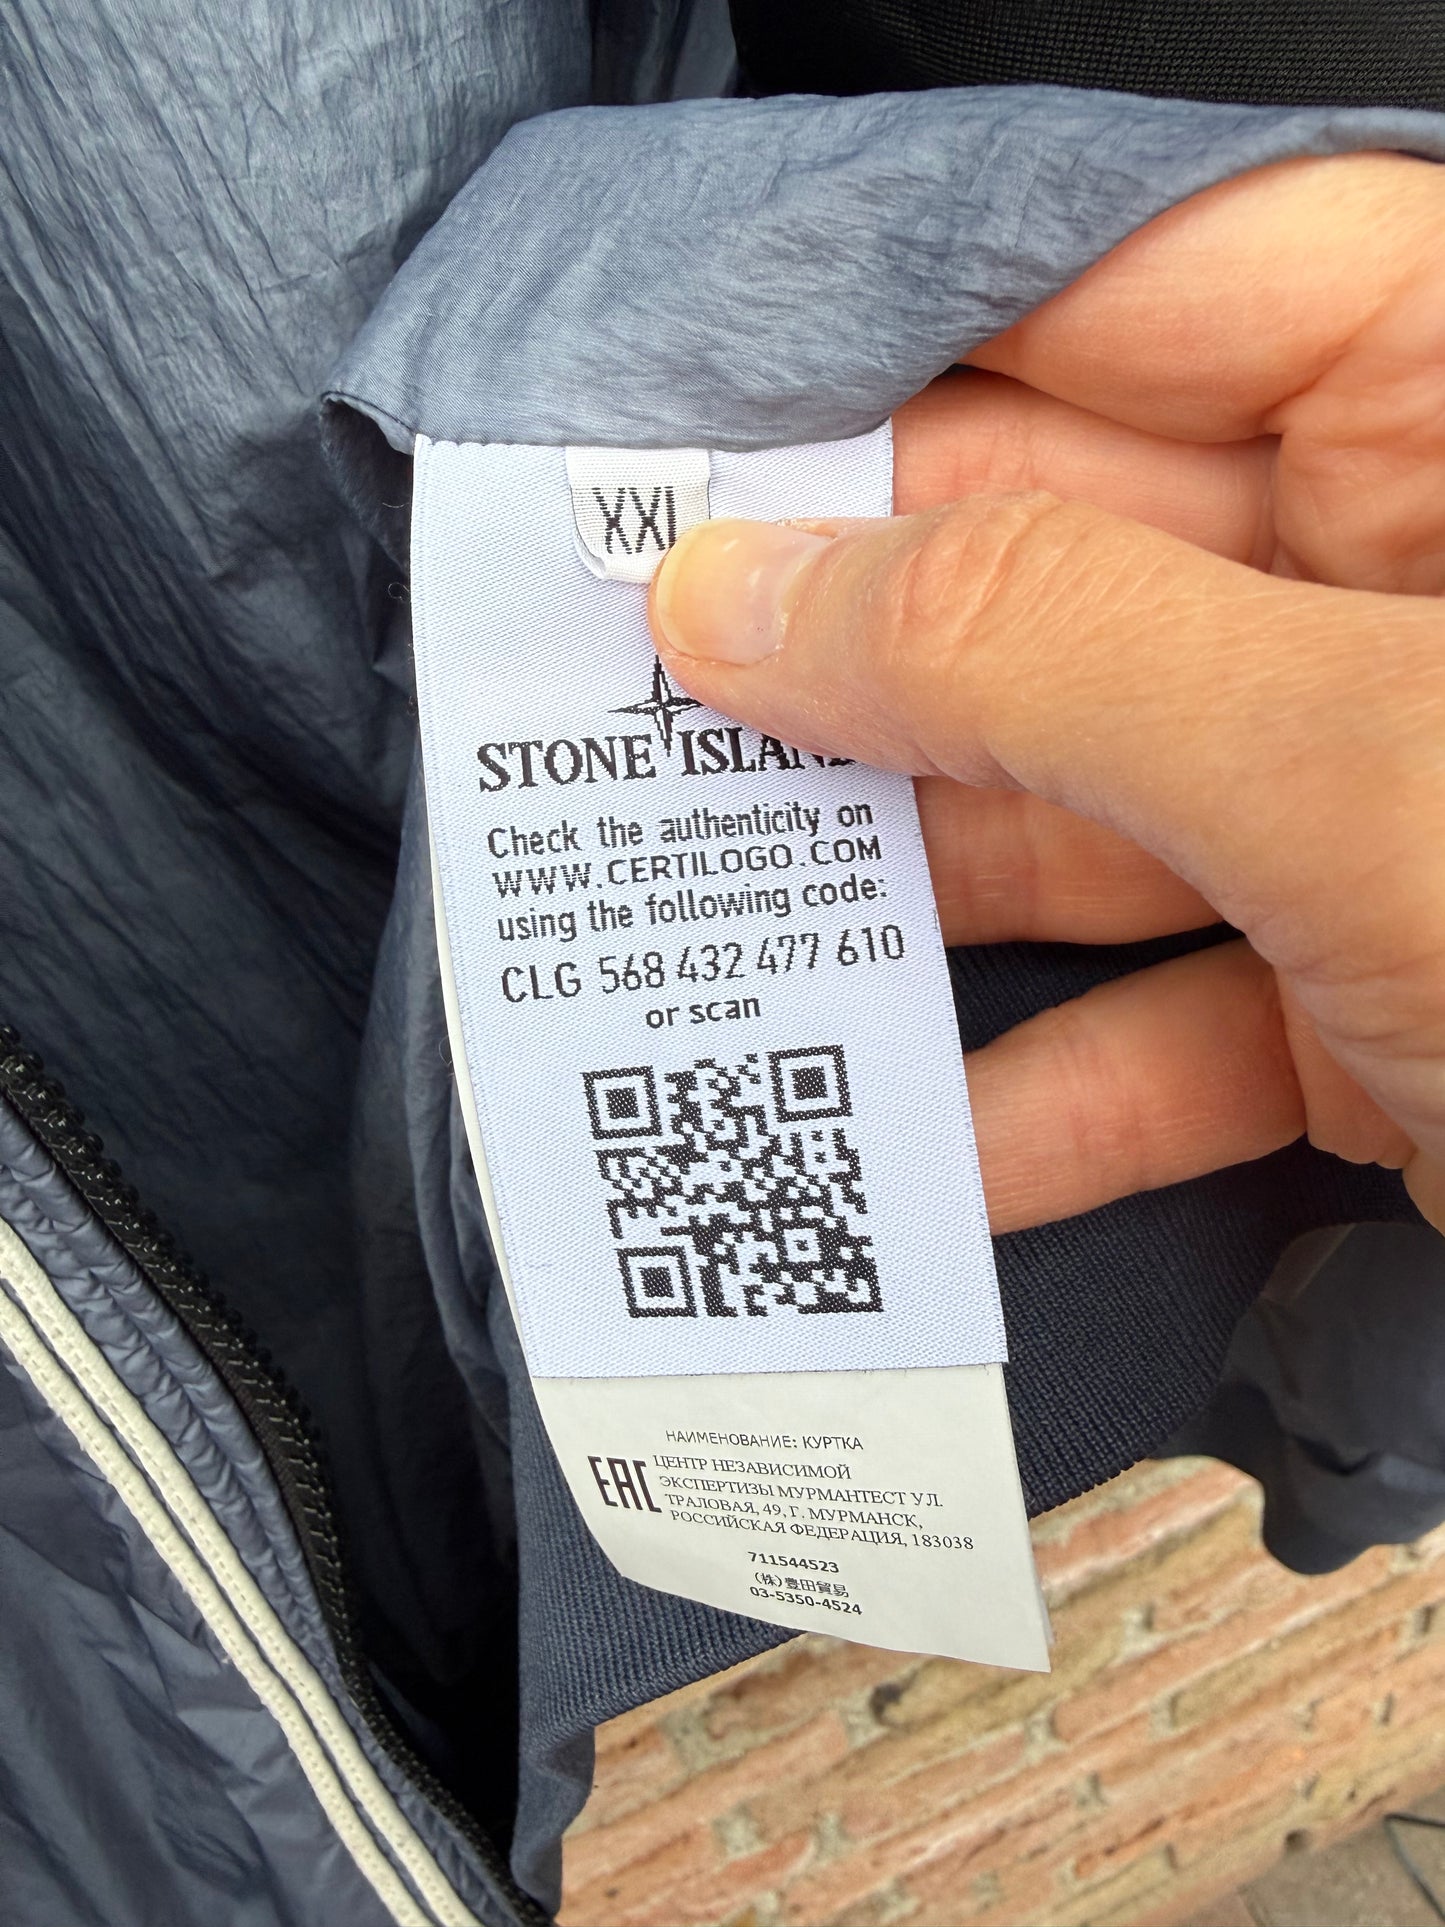 XXL
STONE ISLAND
Check the authenticity on
WWW.CERTILOGO.COM
using the following code:
CLG 568 432 477 610
or scan
НАИМЕНОВАНИЕ: КУРТКА
EAC
ЦЕНТР НЕЗАВИСИМОЙ
ЭКСПЕРТИЗЫ МУРМАНТЕСТ УЛ.
ТРАЛОВАЯ, 49, Г. МУРМАНСК,
РОССИЙСКАЯ ФЕДЕРАЦИЯ, 183038
711544523
(株)豊田貿易
03-5350-4524